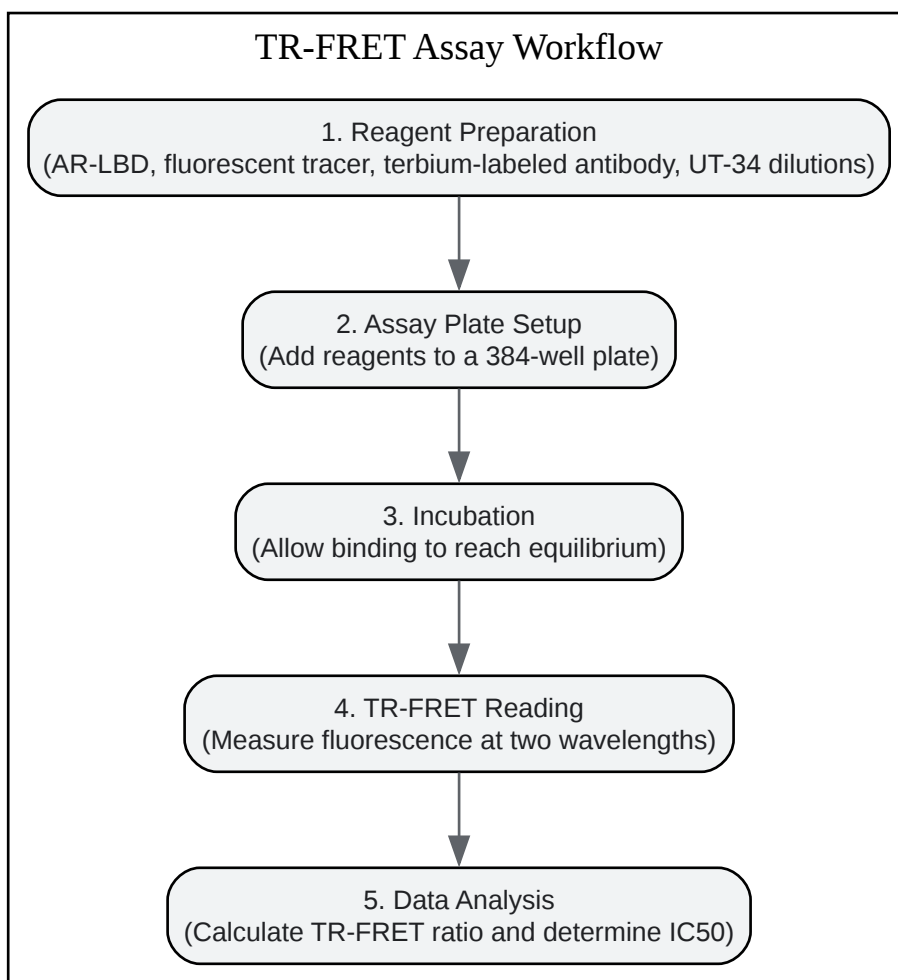 TR-FRET Assay Workflow
1. Reagent Preparation
(AR-LBD, fluorescent tracer, terbium-labeled antibody, UT-34 dilutions)
2. Assay Plate Setup
(Add reagents to a 384-well plate)
3. Incubation
(Allow binding to reach equilibrium)
4. TR-FRET Reading
(Measure fluorescence at two wavelengths)
5. Data Analysis
(Calculate TR-FRET ratio and determine IC50)